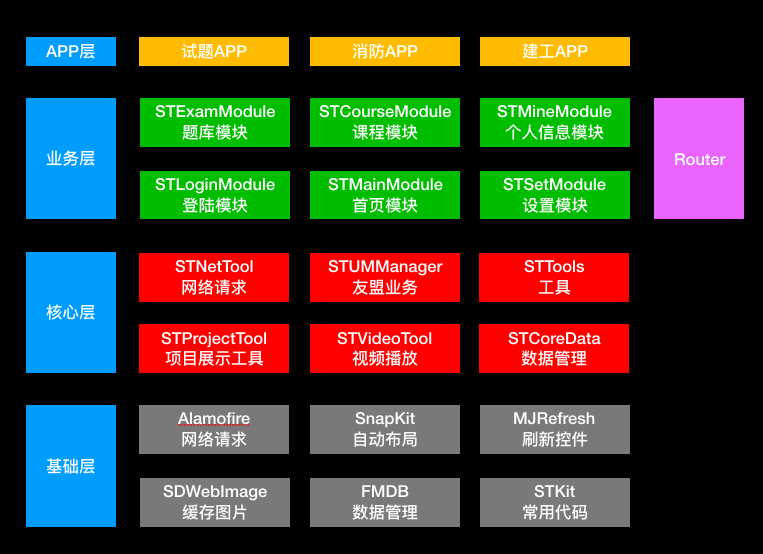 APP层
试题APP
消防APP
建工APP
业务层
STExamModule
题库模块
STCourseModule
课程模块
STMineModule
个人信息模块
Router
STLoginModule
登陆模块
STMainModule
首页模块
STSetModule
设置模块
核心层
STNetTool
网络请求
STUMManager
友盟业务
STTools
工具
STProjectTool
项目展示工具
STVideoTool
视频播放
STCoreData
数据管理
基础层
Alamofire
网络请求
SnapKit
自动布局
MJRefresh
刷新控件
SDWebImage
缓存图片
FMDB
数据管理
STKit
常用代码